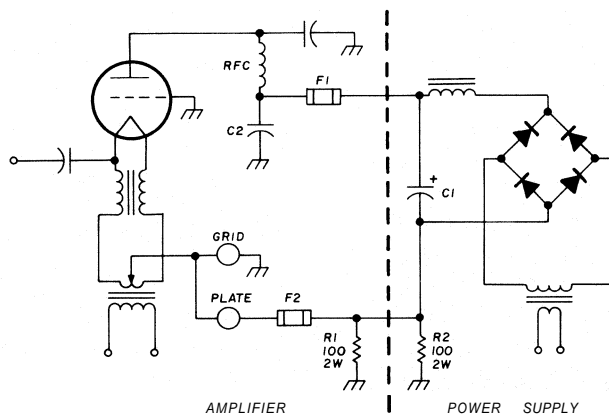 RFC
F1
C2
+
C1
GRID
PLATE
F2
R1
100
2W
R2
100
2W
AMPLIFIER
POWER SUPPLY